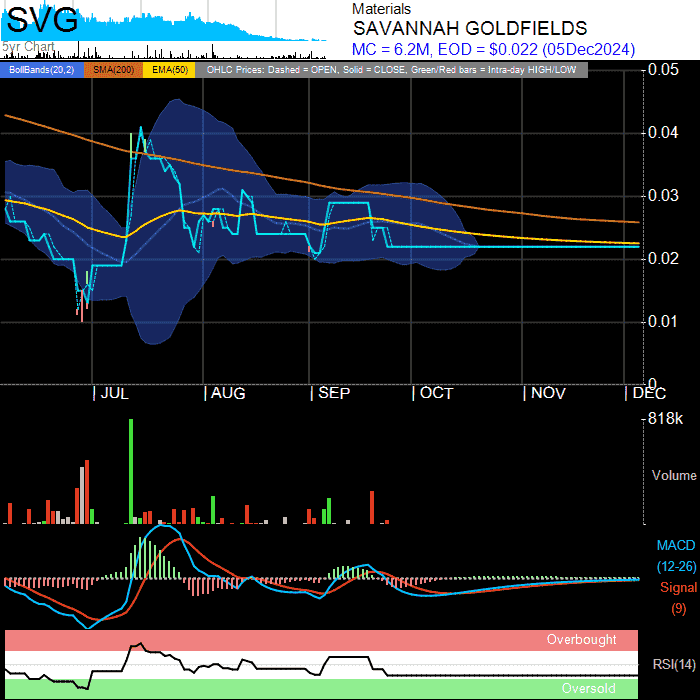 SVG
5yr Chart
Materials
SAVANNAH GOLDFIELDS
MC = 6.2M, EOD = $0.022 (05Dec2024)
BollBands(20,2) SMA(200) EMA(50) OHLC Prices: Dashed = OPEN, Solid = CLOSE, Green/Red bars = Intra-day HIGH/LOW
0.05
0.04
0.03
0.02
0.01
0
| JUL | AUG | SEP | OCT | NOV | DEC
818k
Volume
MACD
(12-26)
Signal
(9)
Overbought
RSI(14)
Oversold